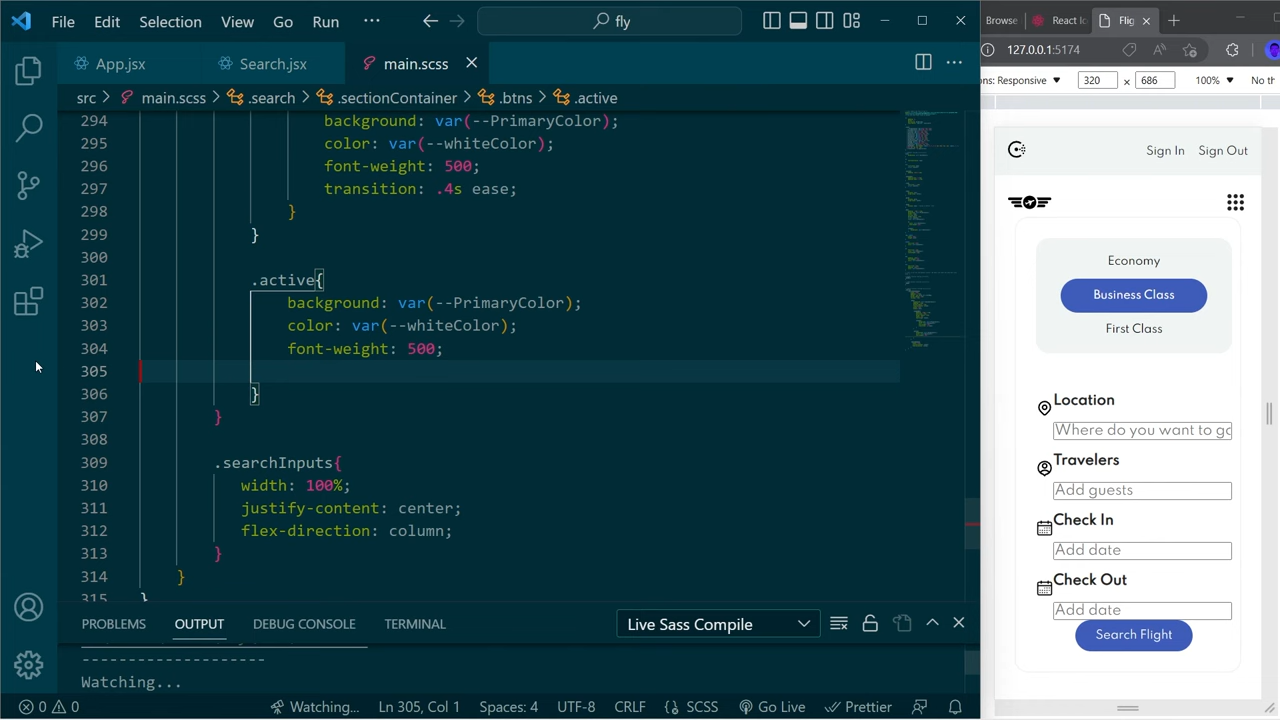 File Edit Selection View Go Run ··· fly
App.jsx Search.jsx main.scss
src > main.scss > .search > .sectionContainer > .btns > .active
294 background: var(--PrimaryColor);
295 color: var(--whiteColor);
296 font-weight: 500;
297 transition: .4s ease;
298 }
299 }
300
301 .active{
302 background: var(--PrimaryColor);
303 color: var(--whiteColor);
304 font-weight: 500;
305
306 }
307 }
308
309 .searchInputs{
310 width: 100%;
311 justify-content: center;
312 flex-direction: column;
313 }
314 }
315 }
PROBLEMS OUTPUT DEBUG CONSOLE TERMINAL Live Sass Compile
--------------------
Watching...
0 0 Watching... Ln 305, Col 1 Spaces: 4 UTF-8 CRLF {} SCSS Go Live Prettier
Browse React Ic Flig
127.0.0.1:5174
ns: Responsive 320 × 686 100% No th
Sign In Sign Out
Economy
Business Class
First Class
Location
Where do you want to go
Travelers
Add guests
Check In
Add date
Check Out
Add date
Search Flight